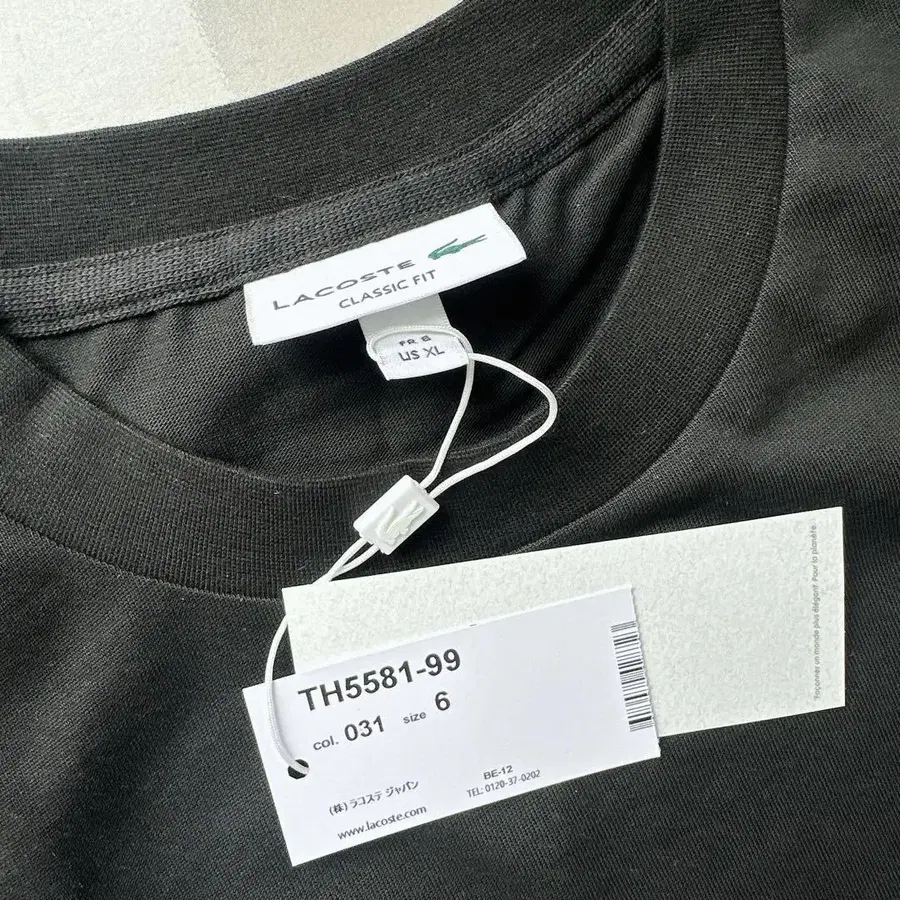 LACOSTE
CLASSIC FIT
FR 6
US XL
"Façonner un monde plus élégant. Pour la planète.
TH5581-99
col. 031 size 6
BE-12
(株)ラコステ ジャパン
TEL: 0120-37-0202
www.lacoste.com